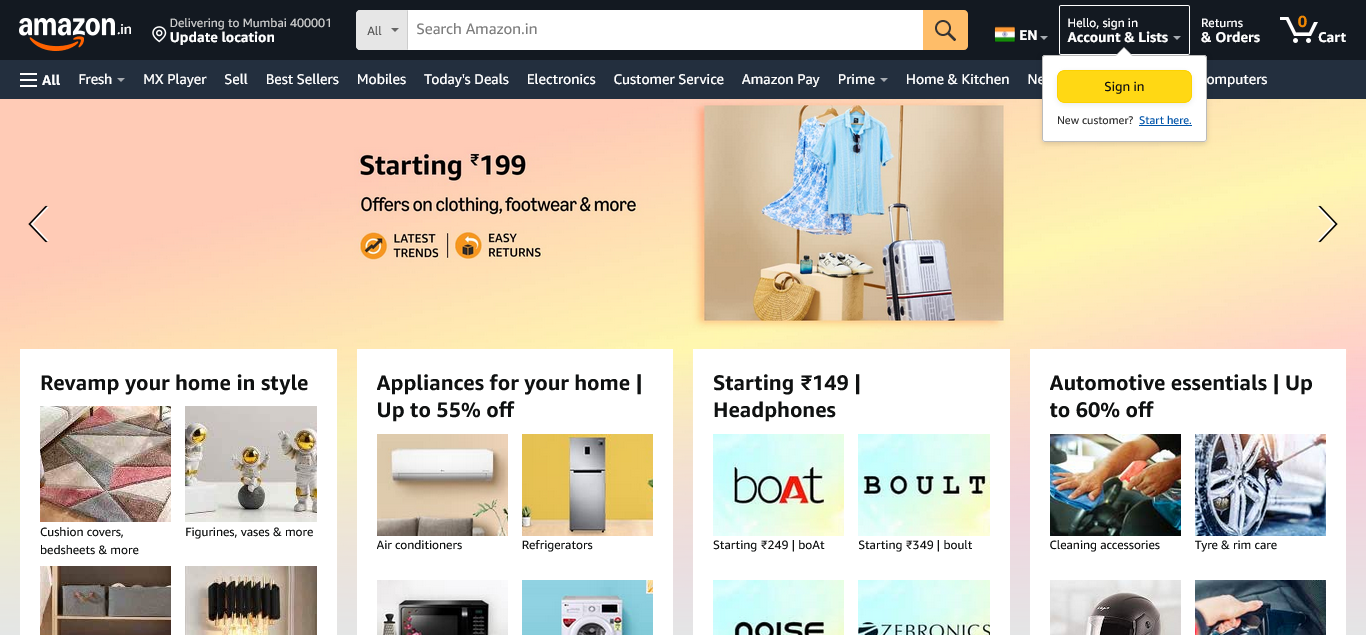 amazon.in
Delivering to Mumbai 400001
Update location
All
Search Amazon.in
EN
Hello, sign in
Account & Lists
Returns
& Orders
0
Cart
All
Fresh
MX Player
Sell
Best Sellers
Mobiles
Today's Deals
Electronics
Customer Service
Amazon Pay
Prime
Home & Kitchen
Sign in
New customer? Start here.
Starting ₹199
Offers on clothing, footwear & more
LATEST
TRENDS
EASY
RETURNS
Revamp your home in style
Cushion covers,
bedsheets & more
Figurines, vases & more
Appliances for your home |
Up to 55% off
Air conditioners
Refrigerators
Starting ₹149 |
Headphones
boAt
BOULT
Starting ₹249 | boAt
Starting ₹349 | boult
noise
ZEBRONICS
Automotive essentials | Up
to 60% off
Cleaning accessories
Tyre & rim care